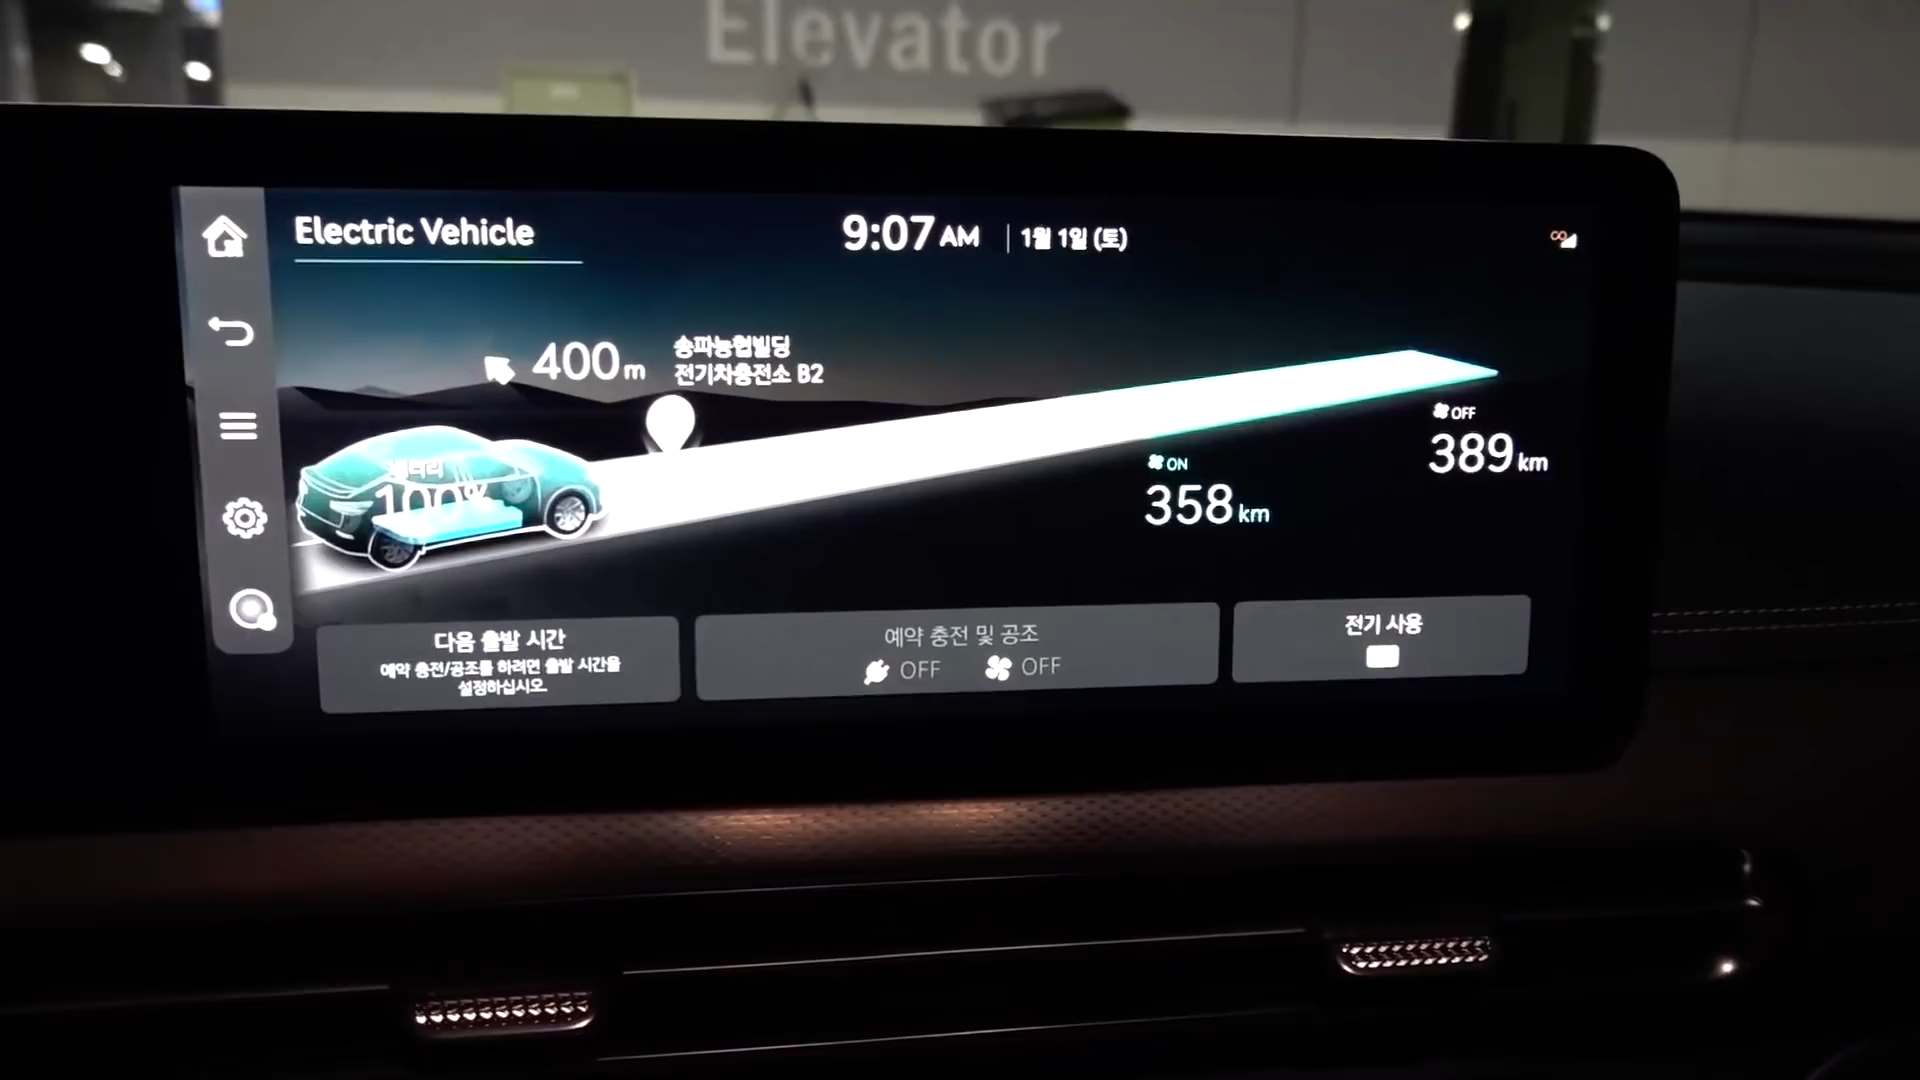 Elevator
Electric Vehicle
9:07 AM
1월 1일 (토)
400m
송파농협빌딩
전기차충전소 B2
배터리
100%
OFF
389km
ON
358km
다음 출발 시간
예약 충전/공조를 하려면 출발 시간을
설정하십시오.
예약 충전 및 공조
OFF OFF
전기 사용